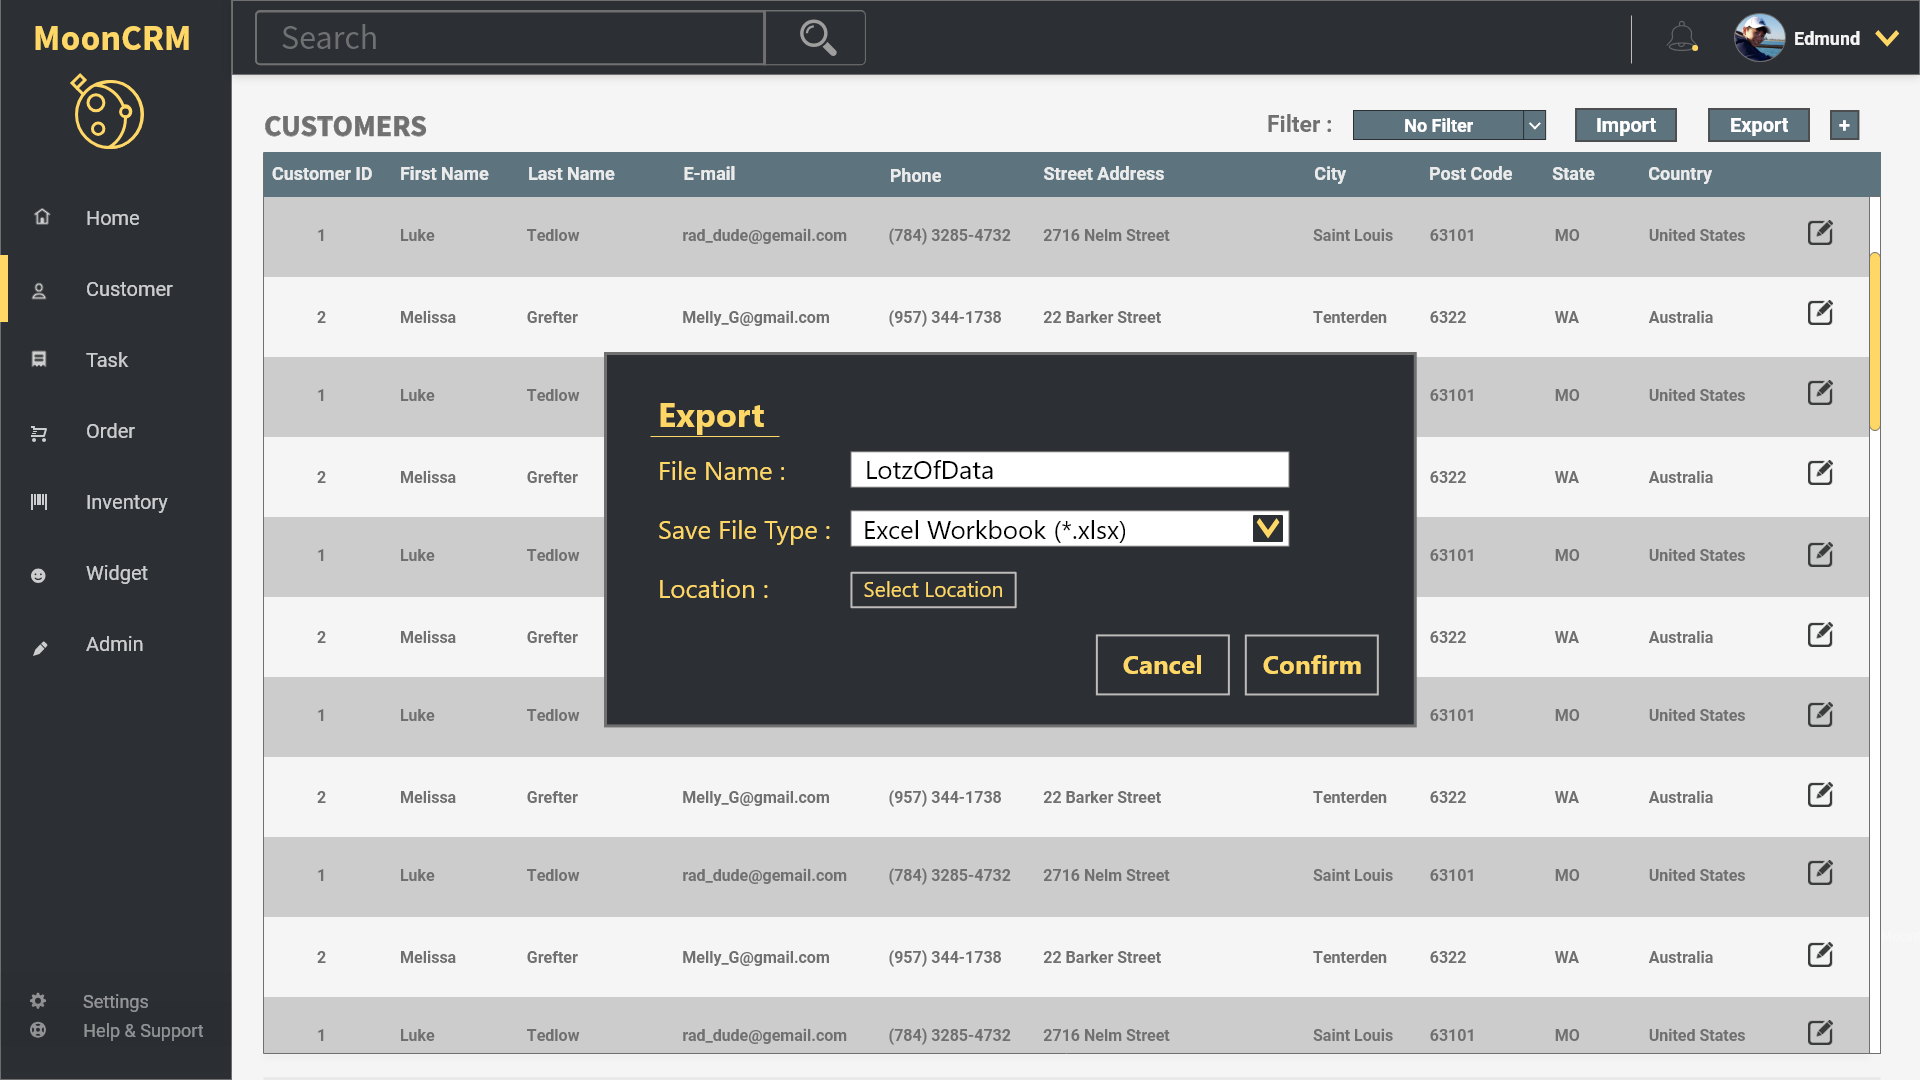 MoonCRM
Search
Edmund
Home
Customer
Task
Order
Inventory
Widget
Admin
Settings
Help & Support
CUSTOMERS
Filter : No Filter Import Export +
Customer ID First Name Last Name E-mail Phone Street Address City Post Code State Country
1 Luke Tedlow rad_dude@gemail.com (784) 3285-4732 2716 Nelm Street Saint Louis 63101 MO United States
2 Melissa Grefter Melly_G@gmail.com (957) 344-1738 22 Barker Street Tenterden 6322 WA Australia
1 Luke Tedlow 63101 MO United States
2 Melissa Grefter 6322 WA Australia
1 Luke Tedlow 63101 MO United States
2 Melissa Grefter 6322 WA Australia
1 Luke Tedlow 63101 MO United States
2 Melissa Grefter Melly_G@gmail.com (957) 344-1738 22 Barker Street Tenterden 6322 WA Australia
1 Luke Tedlow rad_dude@gemail.com (784) 3285-4732 2716 Nelm Street Saint Louis 63101 MO United States
2 Melissa Grefter Melly_G@gmail.com (957) 344-1738 22 Barker Street Tenterden 6322 WA Australia
1 Luke Tedlow rad_dude@gemail.com (784) 3285-4732 2716 Nelm Street Saint Louis 63101 MO United States
Export
File Name : LotzOfData
Save File Type : Excel Workbook (*.xlsx)
Location : Select Location
Cancel Confirm